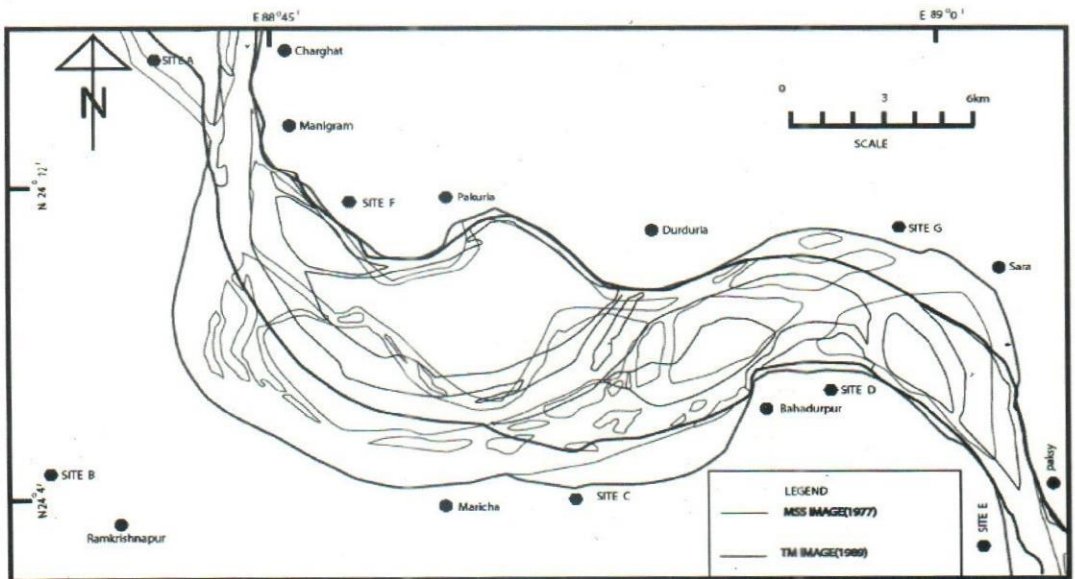 E 88°45'
E 89°0'
SITE A
Charghat
N
0 3 6km
SCALE
Manigram
N 24°12'
SITE F
Pakuria
Durduria
SITE G
Sara
SITE D
Bahadurpur
SITE B
N24°4'
Maricha
SITE C
Ramkrishnapur
paksy
SITE E
LEGEND
MSS IMAGE(1977)
TM IMAGE(1989)